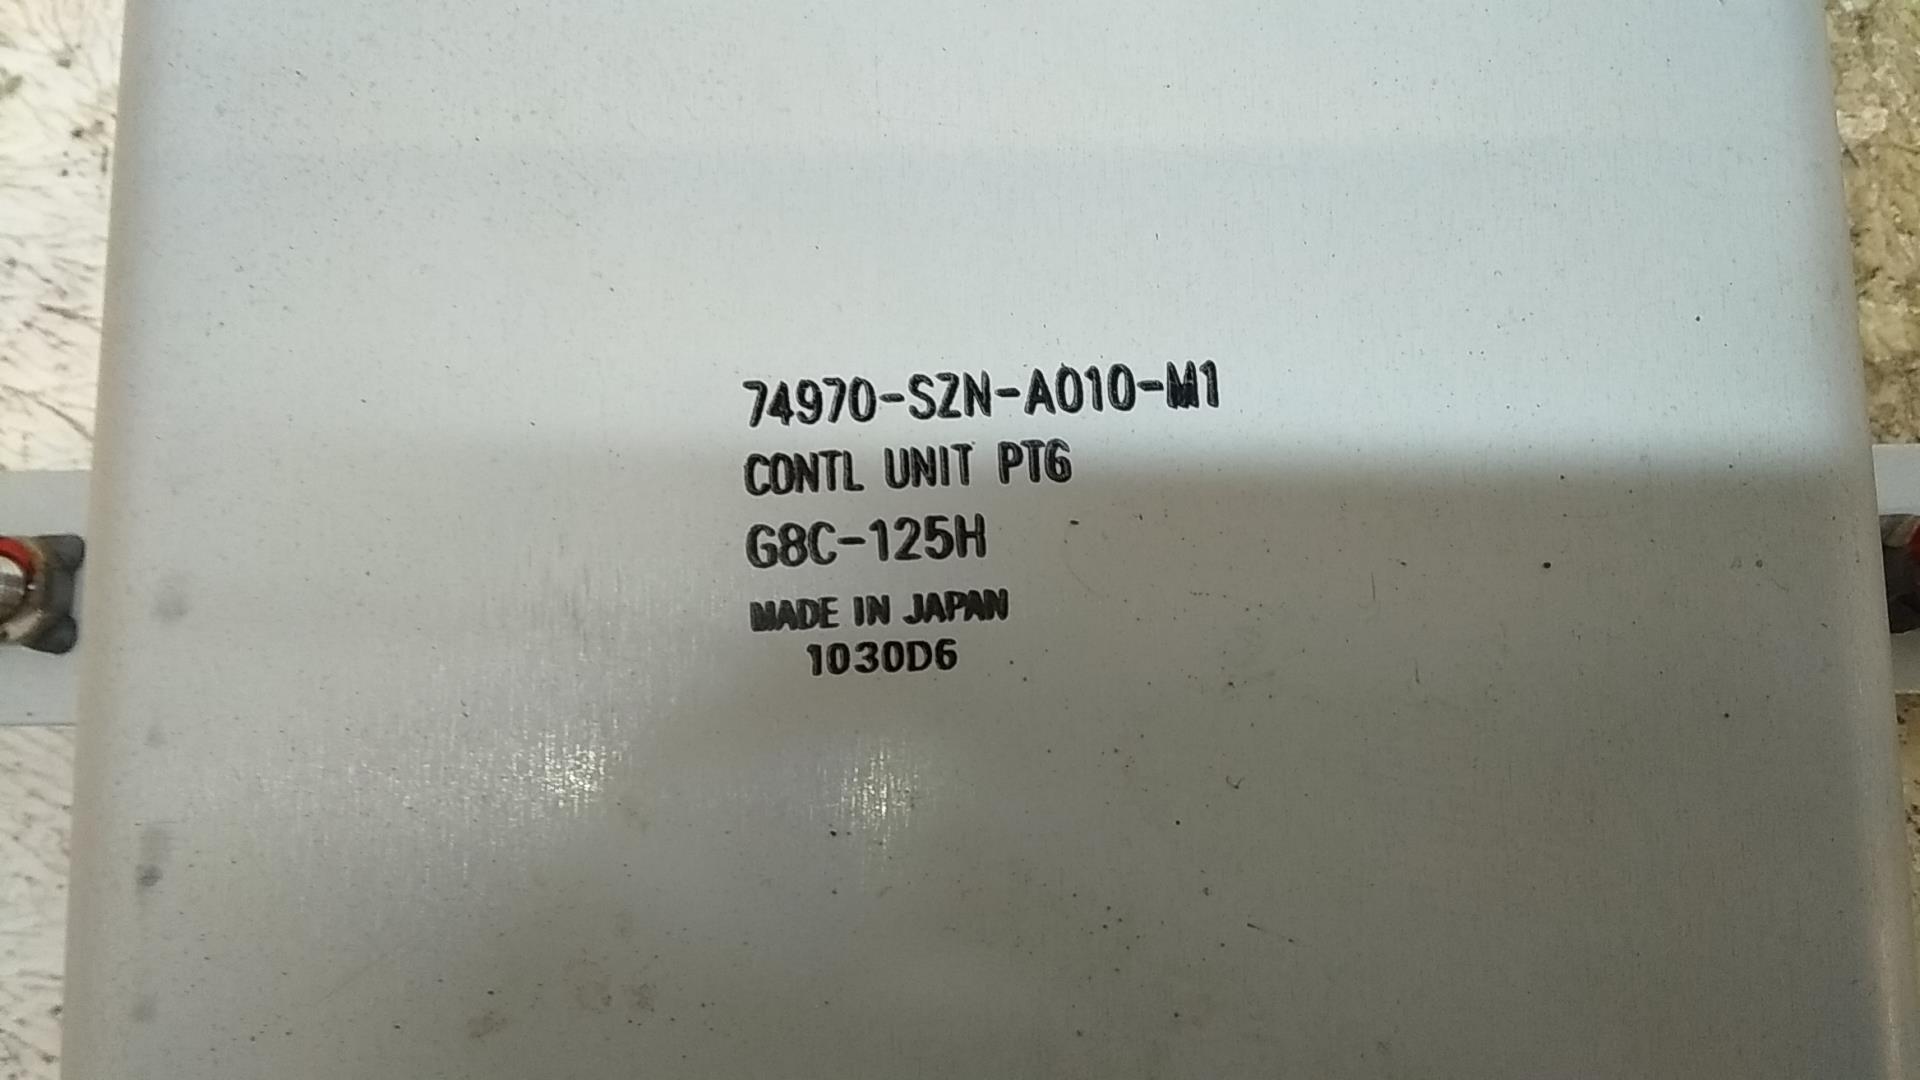 74970-SZN-A010-M1
CONTL UNIT PTG
G8C-125H
MADE IN JAPAN
1030D6